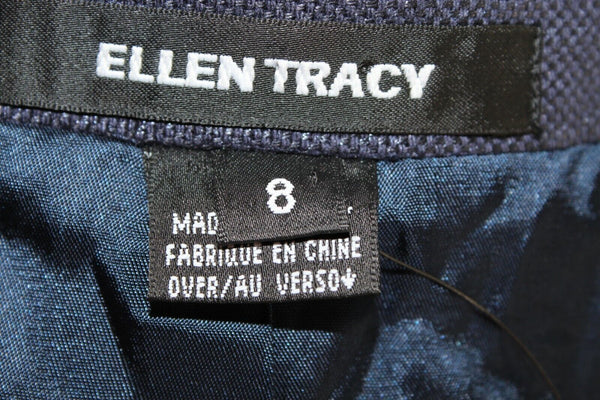 ELLEN TRACY
8
MAD
FABRIQUE EN CHINE
OVER/AU VERSO↓